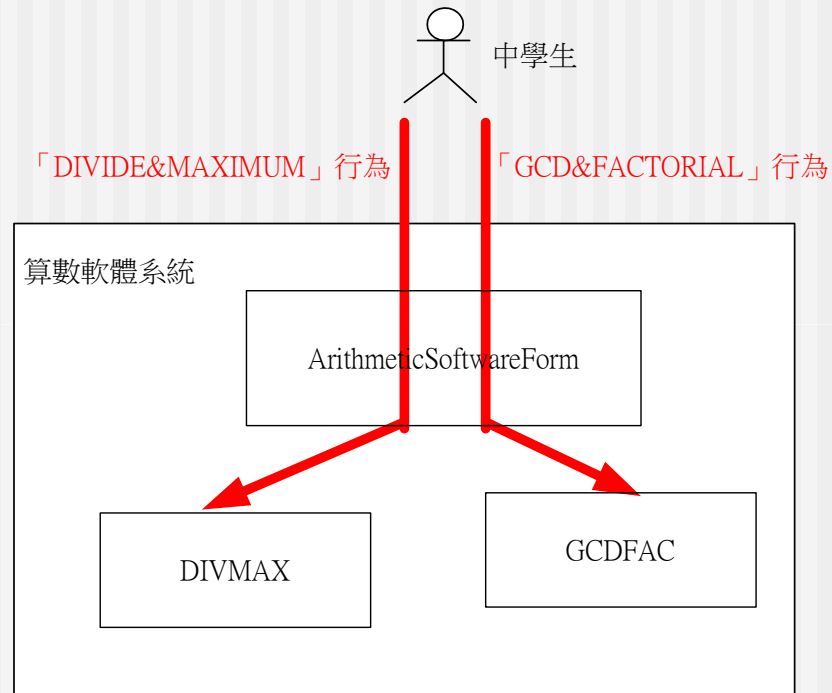 中學生
「DIVIDE&MAXIMUM」行為
「GCD&FACTORIAL」行為
算數軟體系統
ArithmeticSoftwareForm
DIVMAX
GCDFAC